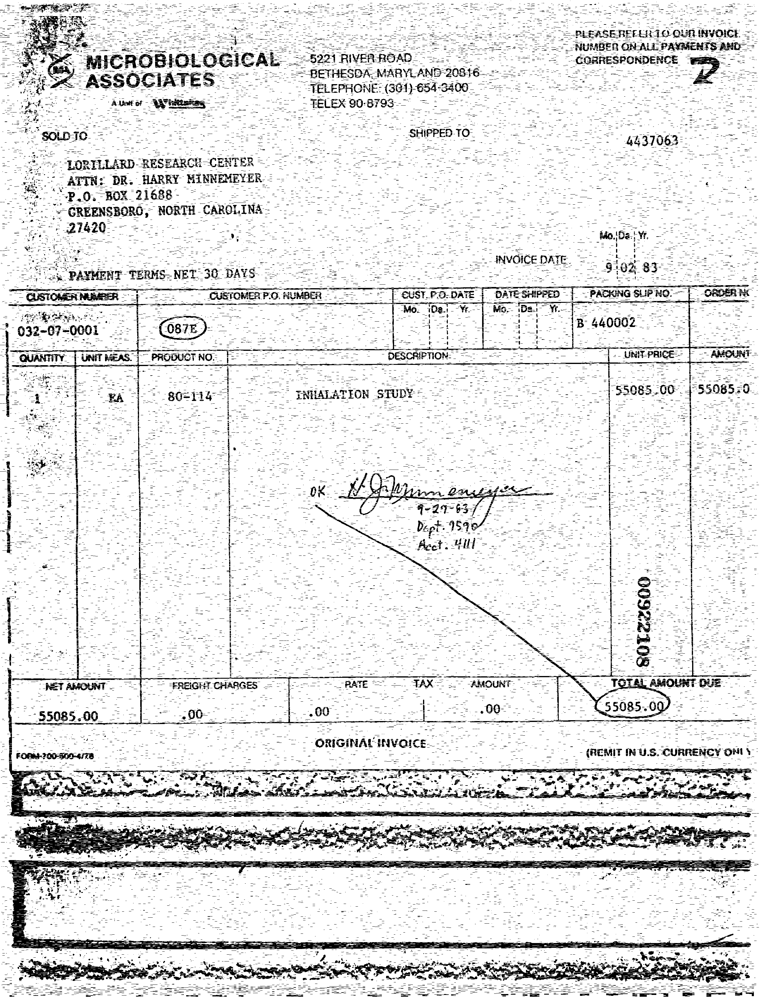 PLEASE REFER TO OUR INVOICE
NUMBER ON ALL PAYMENTS AND
CORRESPONDENCE
MICROBIOLOGICAL
ASSOCIATES
A Unit of Whittaker
5221 RIVER ROAD
BETHESDA, MARYLAND 20816
TELEPHONE: (301) 654-3400
TELEX 90-8793
SOLD TO
SHIPPED TO
4437063
LORILLARD RESEARCH CENTER
ATTN: DR. HARRY MINNEMEYER
P.O. BOX 21688
GREENSBORO, NORTH CAROLINA
27420
Mo. Da. Yr.
INVOICE DATE 9 02 83
PAYMENT TERMS NET 30 DAYS
CUSTOMER NUMBER CUSTOMER P.O. NUMBER CUST. P.O. DATE DATE SHIPPED PACKING SLIP NO. ORDER N
Mo. Da. Yr. Mo. Da. Yr.
032-07-0001 087E B 440002
QUANTITY UNIT MEAS. PRODUCT NO. DESCRIPTION UNIT PRICE AMOUNT
1 EA 80-114 INHALATION STUDY 55085.00 55085.0
OK H. J. Minnemeyer
9-27-83
Dept. 9590
Acct. 4111
00922108
NET AMOUNT FREIGHT CHARGES RATE TAX AMOUNT TOTAL AMOUNT DUE
55085.00 .00 .00 .00 55085.00
ORIGINAL INVOICE
FORM-700-500-4/78
(REMIT IN U.S. CURRENCY ONLY